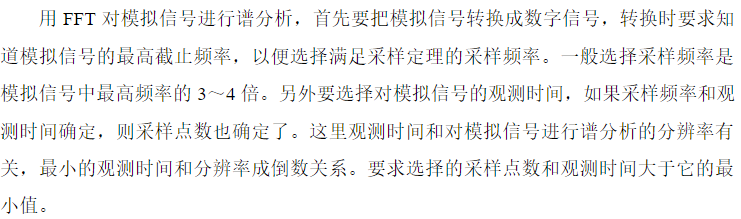 用 FFT 对模拟信号进行谱分析，首先要把模拟信号转换成数字信号，转换时要求知
道模拟信号的最高截止频率，以便选择满足采样定理的采样频率。一般选择采样频率是
模拟信号中最高频率的 3～4 倍。另外要选择对模拟信号的观测时间，如果采样频率和观
测时间确定，则采样点数也确定了。这里观测时间和对模拟信号进行谱分析的分辨率有
关，最小的观测时间和分辨率成倒数关系。要求选择的采样点数和观测时间大于它的最
小值。